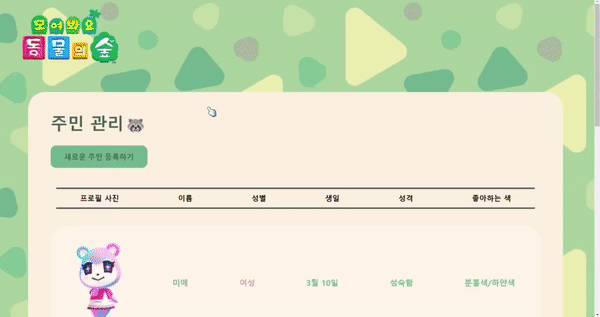 모여봐요
동물의 숲
주민 관리
새로운 주민 등록하기
프로필 사진 이름 성별 생일 성격 좋아하는 색
미애 여성 3월 10일 성숙함 분홍색/하얀색